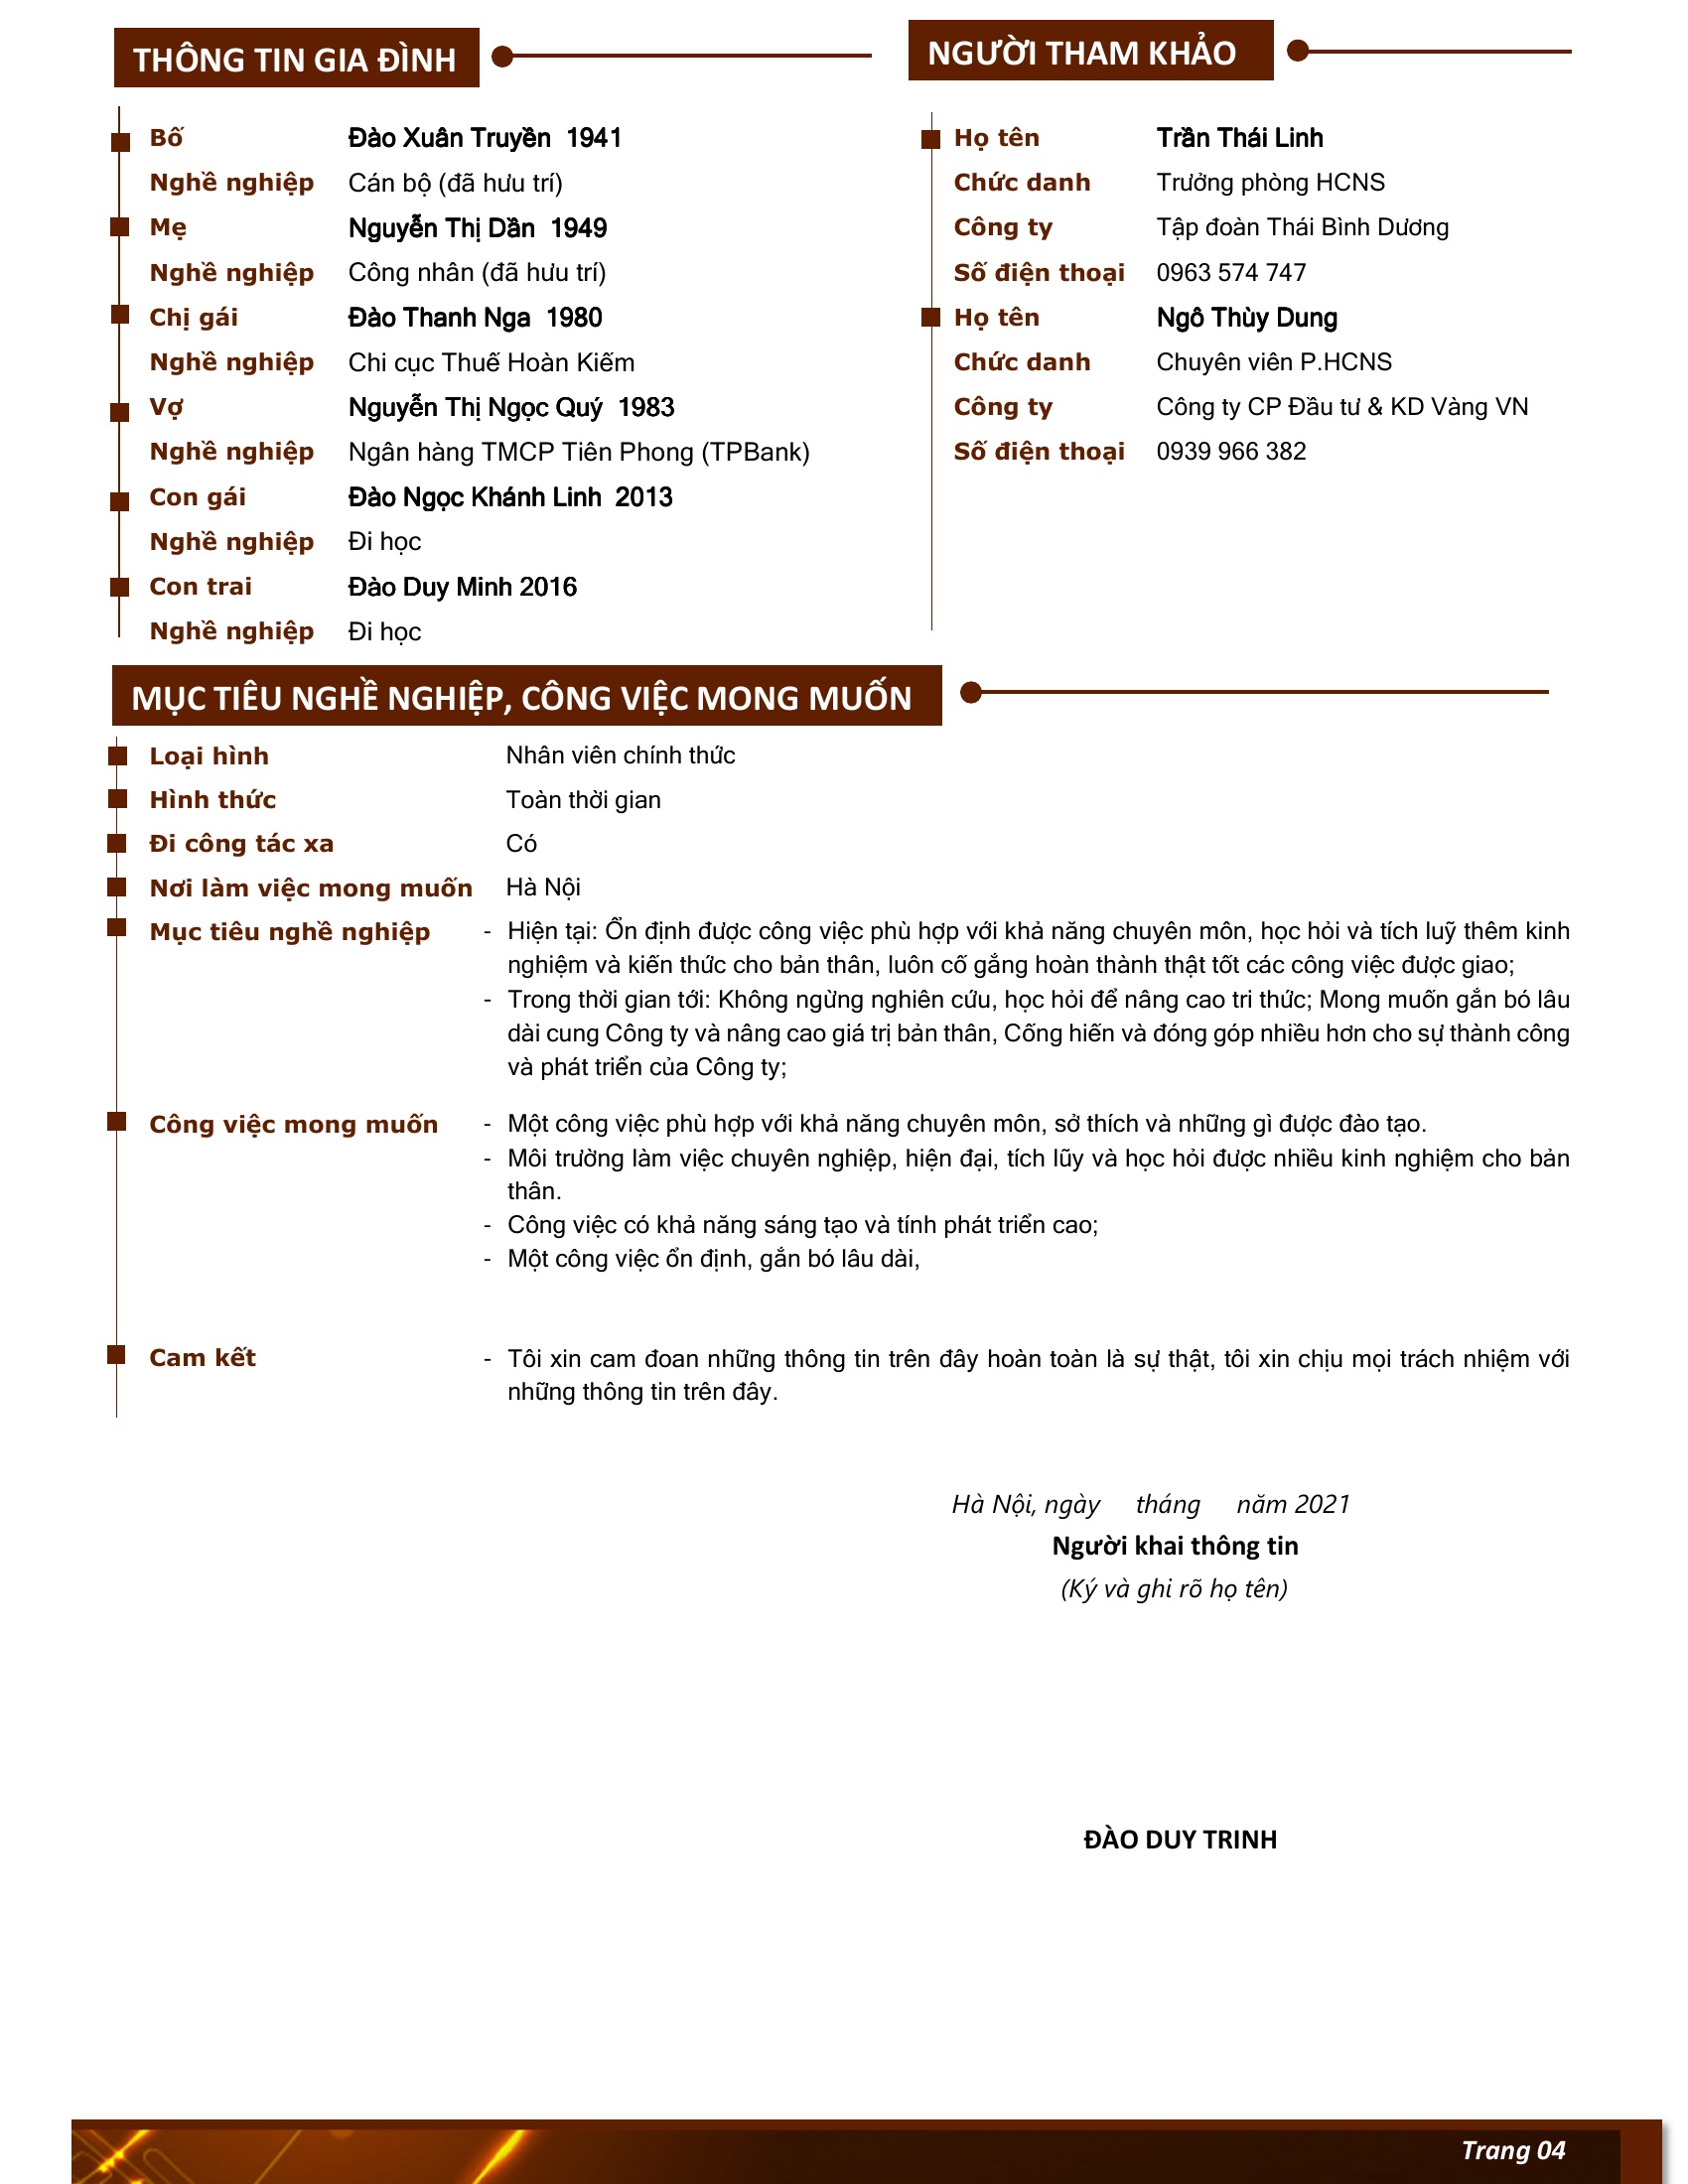 THÔNG TIN GIA ĐÌNH
Bố Đào Xuân Truyền 1941
Nghề nghiệp Cán bộ (đã hưu trí)
Mẹ Nguyễn Thị Dần 1949
Nghề nghiệp Công nhân (đã hưu trí)
Chị gái Đào Thanh Nga 1980
Nghề nghiệp Chi cục Thuế Hoàn Kiếm
Vợ Nguyễn Thị Ngọc Quý 1983
Nghề nghiệp Ngân hàng TMCP Tiên Phong (TPBank)
Con gái Đào Ngọc Khánh Linh 2013
Nghề nghiệp Đi học
Con trai Đào Duy Minh 2016
Nghề nghiệp Đi học
NGƯỜI THAM KHẢO
Họ tên Trần Thái Linh
Chức danh Trưởng phòng HCNS
Công ty Tập đoàn Thái Bình Dương
Số điện thoại 0963 574 747
Họ tên Ngô Thùy Dung
Chức danh Chuyên viên P.HCNS
Công ty Công ty CP Đầu tư & KD Vàng VN
Số điện thoại 0939 966 382
MỤC TIÊU NGHỀ NGHIỆP, CÔNG VIỆC MONG MUỐN
Loại hình Nhân viên chính thức
Hình thức Toàn thời gian
Đi công tác xa Có
Nơi làm việc mong muốn Hà Nội
Mục tiêu nghề nghiệp - Hiện tại: Ổn định được công việc phù hợp với khả năng chuyên môn, học hỏi và tích luỹ thêm kinh
nghiệm và kiến thức cho bản thân, luôn cố gắng hoàn thành thật tốt các công việc được giao;
- Trong thời gian tới: Không ngừng nghiên cứu, học hỏi để nâng cao tri thức; Mong muốn gắn bó lâu
dài cung Công ty và nâng cao giá trị bản thân, Cống hiến và đóng góp nhiều hơn cho sự thành công
và phát triển của Công ty;
Công việc mong muốn - Một công việc phù hợp với khả năng chuyên môn, sở thích và những gì được đào tạo.
- Môi trường làm việc chuyên nghiệp, hiện đại, tích lũy và học hỏi được nhiều kinh nghiệm cho bản
thân.
- Công việc có khả năng sáng tạo và tính phát triển cao;
- Một công việc ổn định, gắn bó lâu dài,
Cam kết - Tôi xin cam đoan những thông tin trên đây hoàn toàn là sự thật, tôi xin chịu mọi trách nhiệm với
những thông tin trên đây.
Hà Nội, ngày tháng năm 2021
Người khai thông tin
(Ký và ghi rõ họ tên)
ĐÀO DUY TRINH
Trang 04